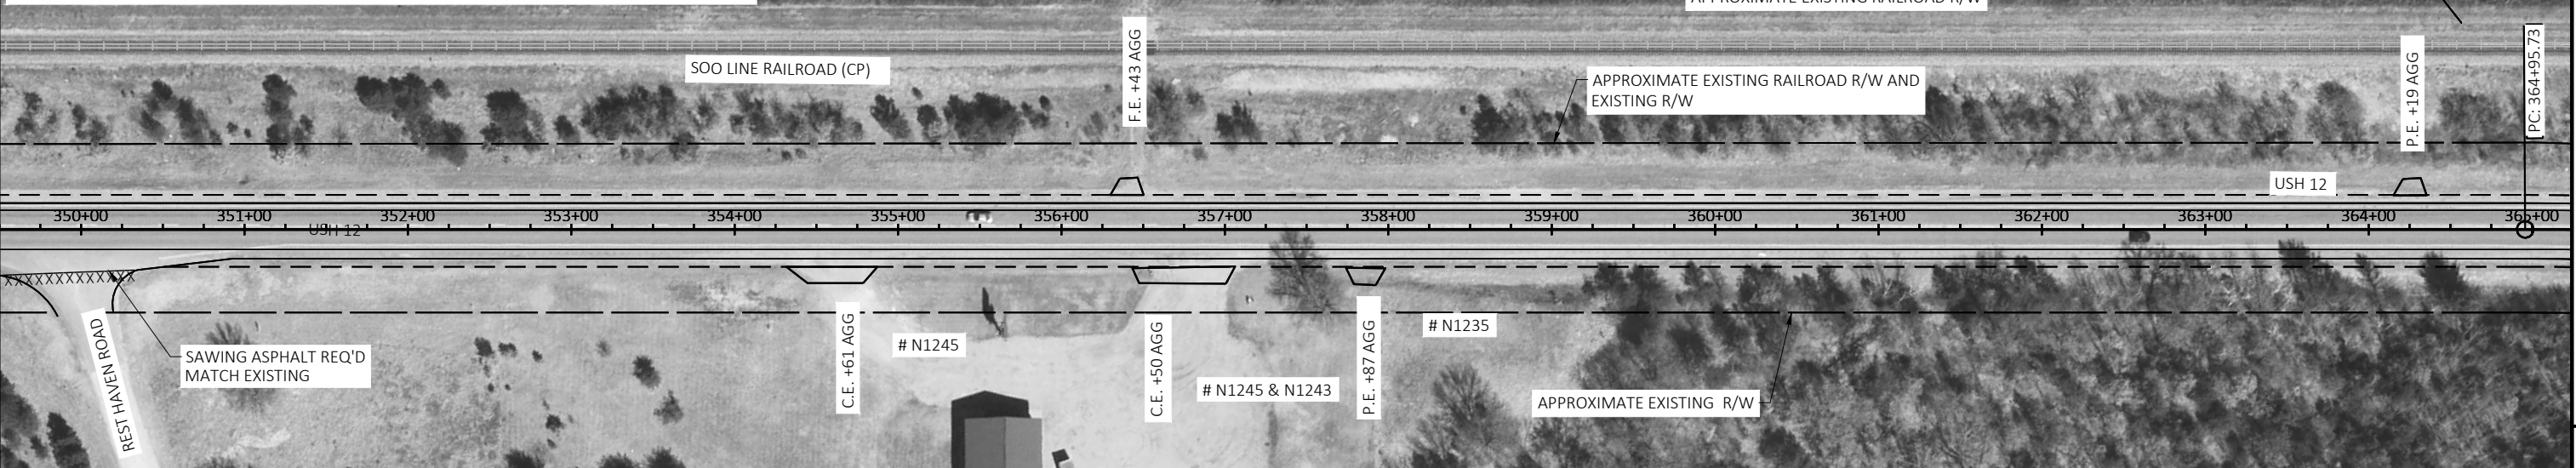 APPROXIMATE EXISTING RAILROAD R/W
SOO LINE RAILROAD (CP)
F.E. +43 AGG
APPROXIMATE EXISTING RAILROAD R/W AND
EXISTING R/W
P.E. +19 AGG
PC: 364+95.73
USH 12
350+00
351+00
352+00
353+00
354+00
355+00
356+00
357+00
358+00
359+00
360+00
361+00
362+00
363+00
364+00
365+00
USH 12
XXXXXXXXXXXXX
REST HAVEN ROAD
SAWING ASPHALT REQ'D
MATCH EXISTING
C.E. +61 AGG
# N1245
C.E. +50 AGG
# N1245 & N1243
P.E. +87 AGG
# N1235
APPROXIMATE EXISTING R/W